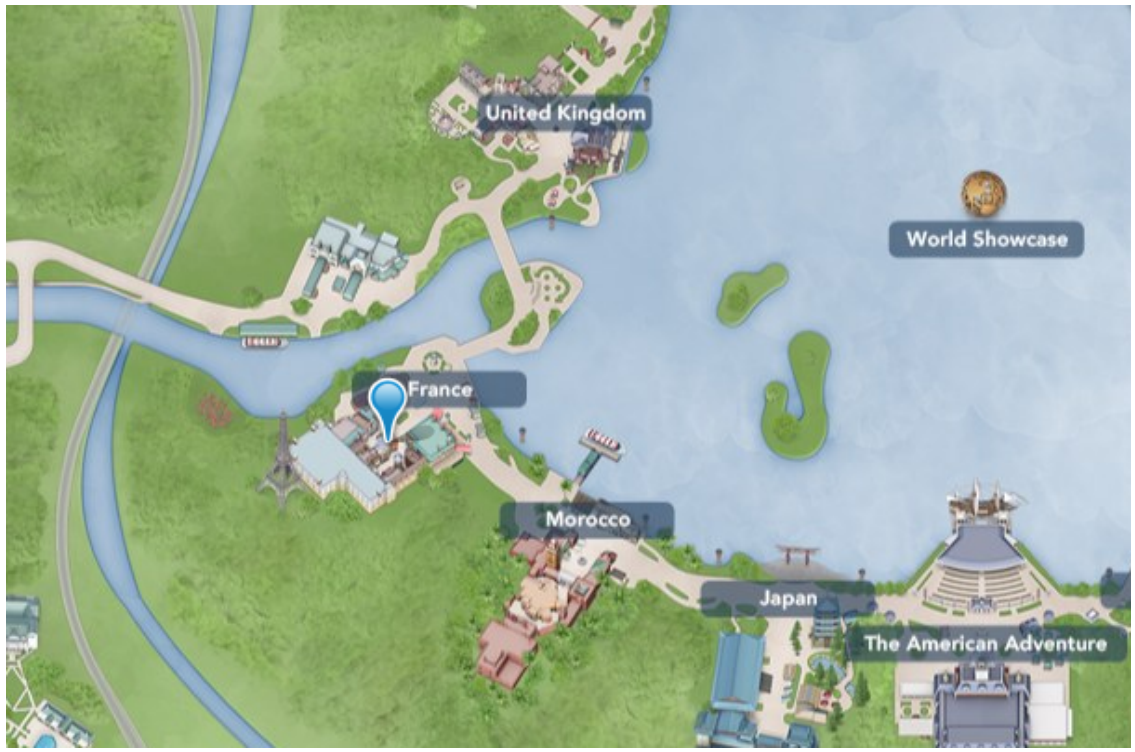 United Kingdom
World Showcase
France
Morocco
Japan
The American Adventure